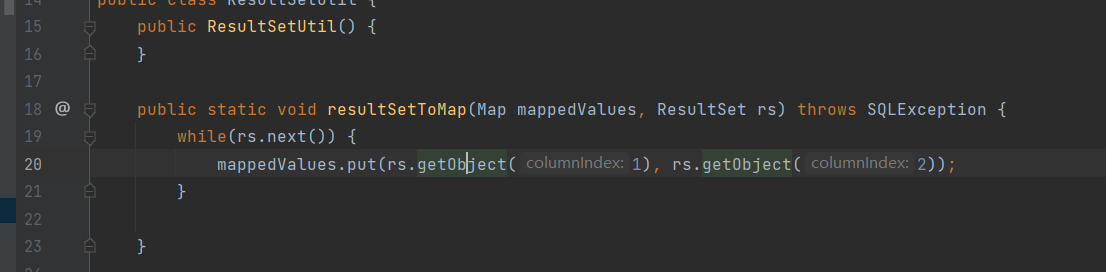 14 public class ResultSetUtil {
15 public ResultSetUtil() {
16 }
17
18 @ public static void resultSetToMap(Map mappedValues, ResultSet rs) throws SQLException {
19 while(rs.next()) {
20 mappedValues.put(rs.getObject( columnIndex: 1), rs.getObject( columnIndex: 2));
21 }
22
23 }